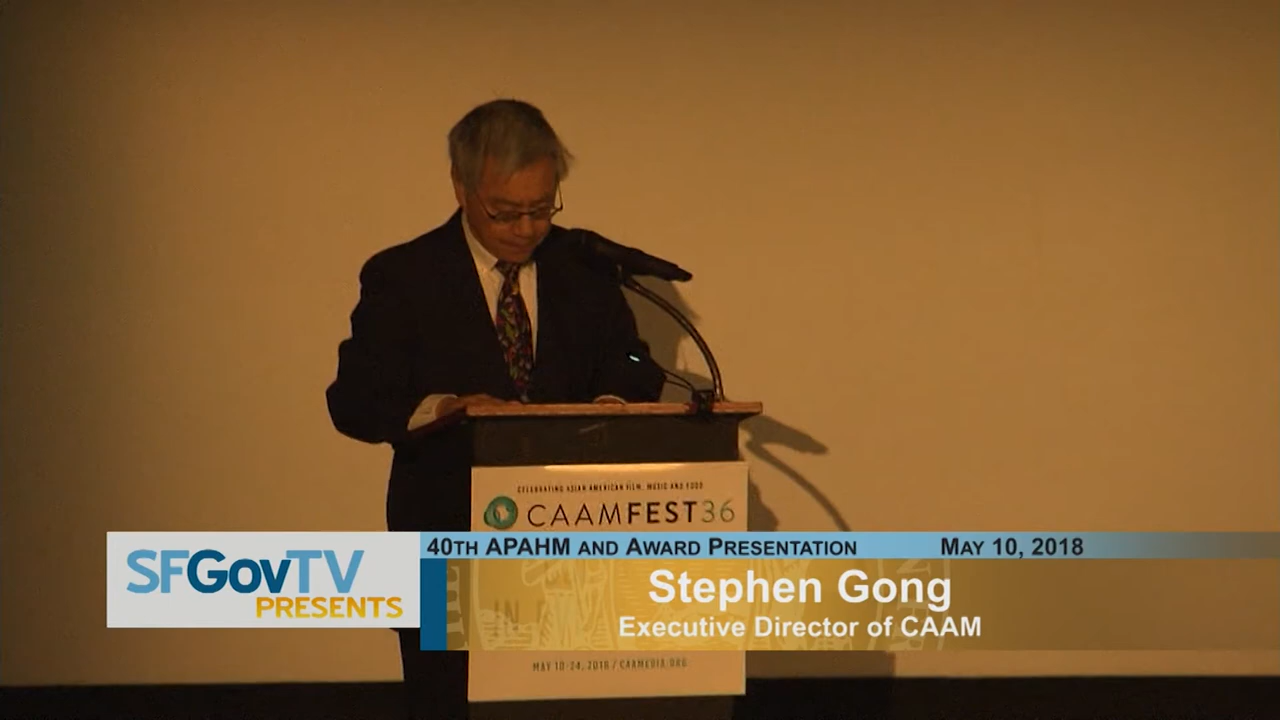 CELEBRATING ASIAN AMERICAN FILM, MUSIC AND FOOD
CAAMFEST36
SFGovTV
PRESENTS
40TH APAHM AND AWARD PRESENTATION
MAY 10, 2018
Stephen Gong
Executive Director of CAAM
MAY 10-24, 2018 / CAAMEDIA.ORG